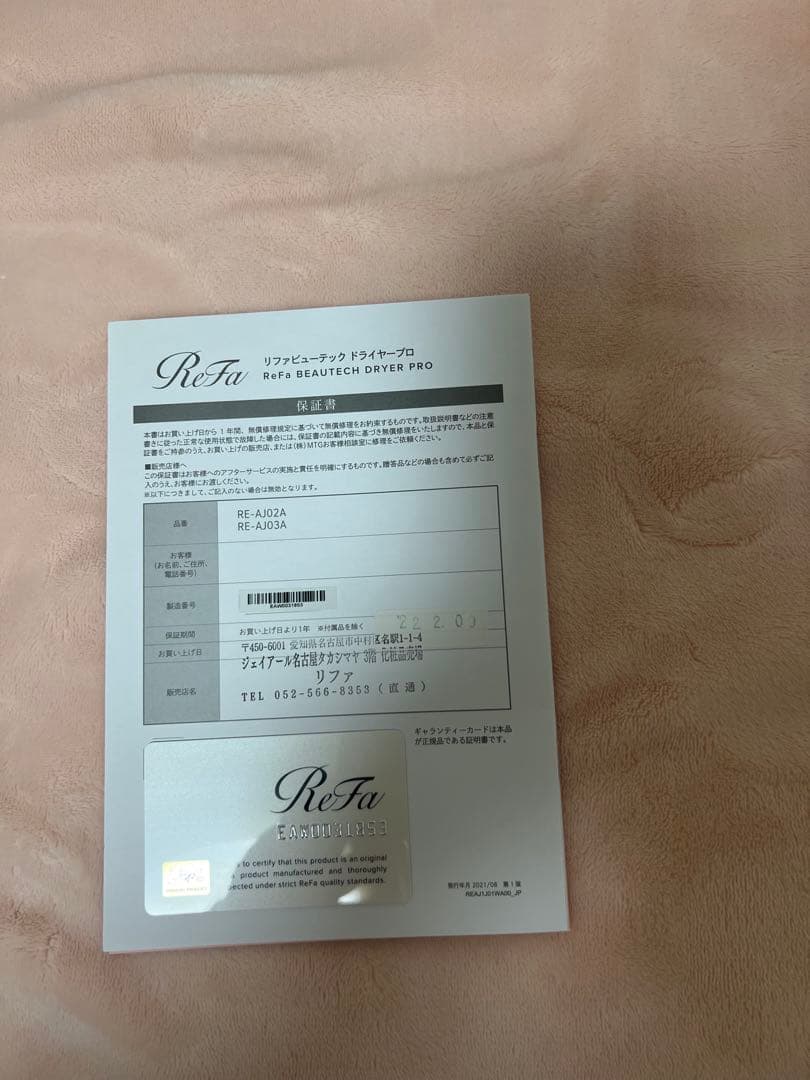 ReFa
リファビューテック ドライヤープロ
ReFa BEAUTECH DRYER PRO
保証書
本書はお買い上げ日から 1 年間、無償修理規定に基づいて無償修理をお約束するものです。取扱説明書などの注意
書きに従った正常な使用状態で故障した場合には、保証書の記載内容に基づき無償修理をいたしますので、本品と保
証書をご持参のうえ、お買い上げの販売店、または(株)MTGお客様相談室に修理をご依頼ください。
■販売店様へ
この保証書はお客様へのアフターサービスの実施と責任を明確にするものです。贈答品などの場合も含めて必ずご記
入のうえ、お客様にお渡しください。
※以下につきまして、ご記入のない場合は無効となります。
品番
RE-AJ02A
RE-AJ03A
お客様
(お名前、ご住所、
電話番号)
製造番号
EAW0031853
保証期間
お買い上げ日より1年 ※付属品を除く
22.2.09
お買い上げ日
〒450-6001 愛知県名古屋市中村区名駅1-1-4
ジェイアール名古屋タカシマヤ 3階 化粧品売場
販売店名
リファ
TEL 052-566-8353 (直通)
ギャランティーカードは本品
が正規品である証明書です。
ReFa
EAW0031853
to certify that this product is an original
product manufactured and thoroughly
pected under strict ReFa quality standards.
発行年月 2021/08 第1版
REAJ1J01WA00_JP